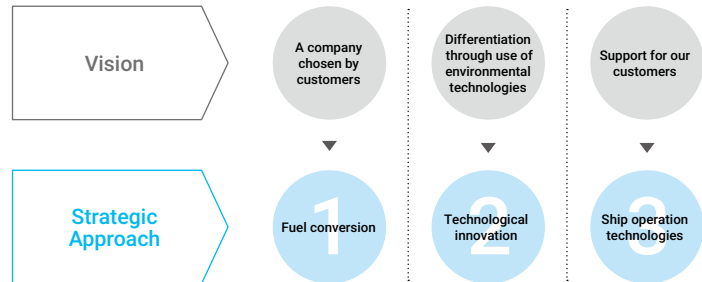 Vision
A company
chosen by
customers
Differentiation
through use of
environmental
technologies
Support for our
customers
Strategic
Approach
1
Fuel conversion
2
Technological
innovation
3
Ship operation
technologies